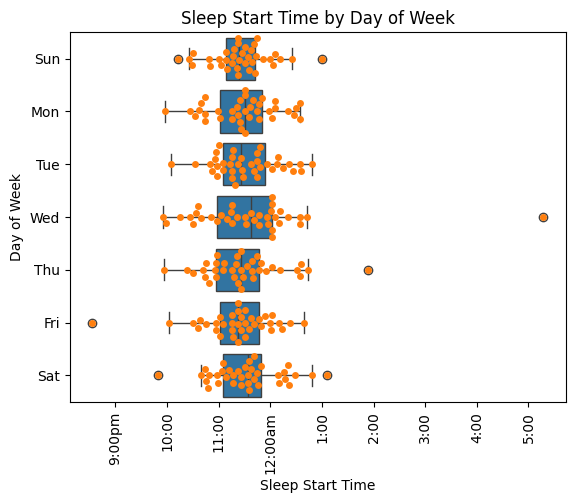 Sleep Start Time by Day of Week
Day of Week
Sun
Mon
Tue
Wed
Thu
Fri
Sat
9:00pm
10:00
11:00
12:00am
1:00
2:00
3:00
4:00
5:00
Sleep Start Time